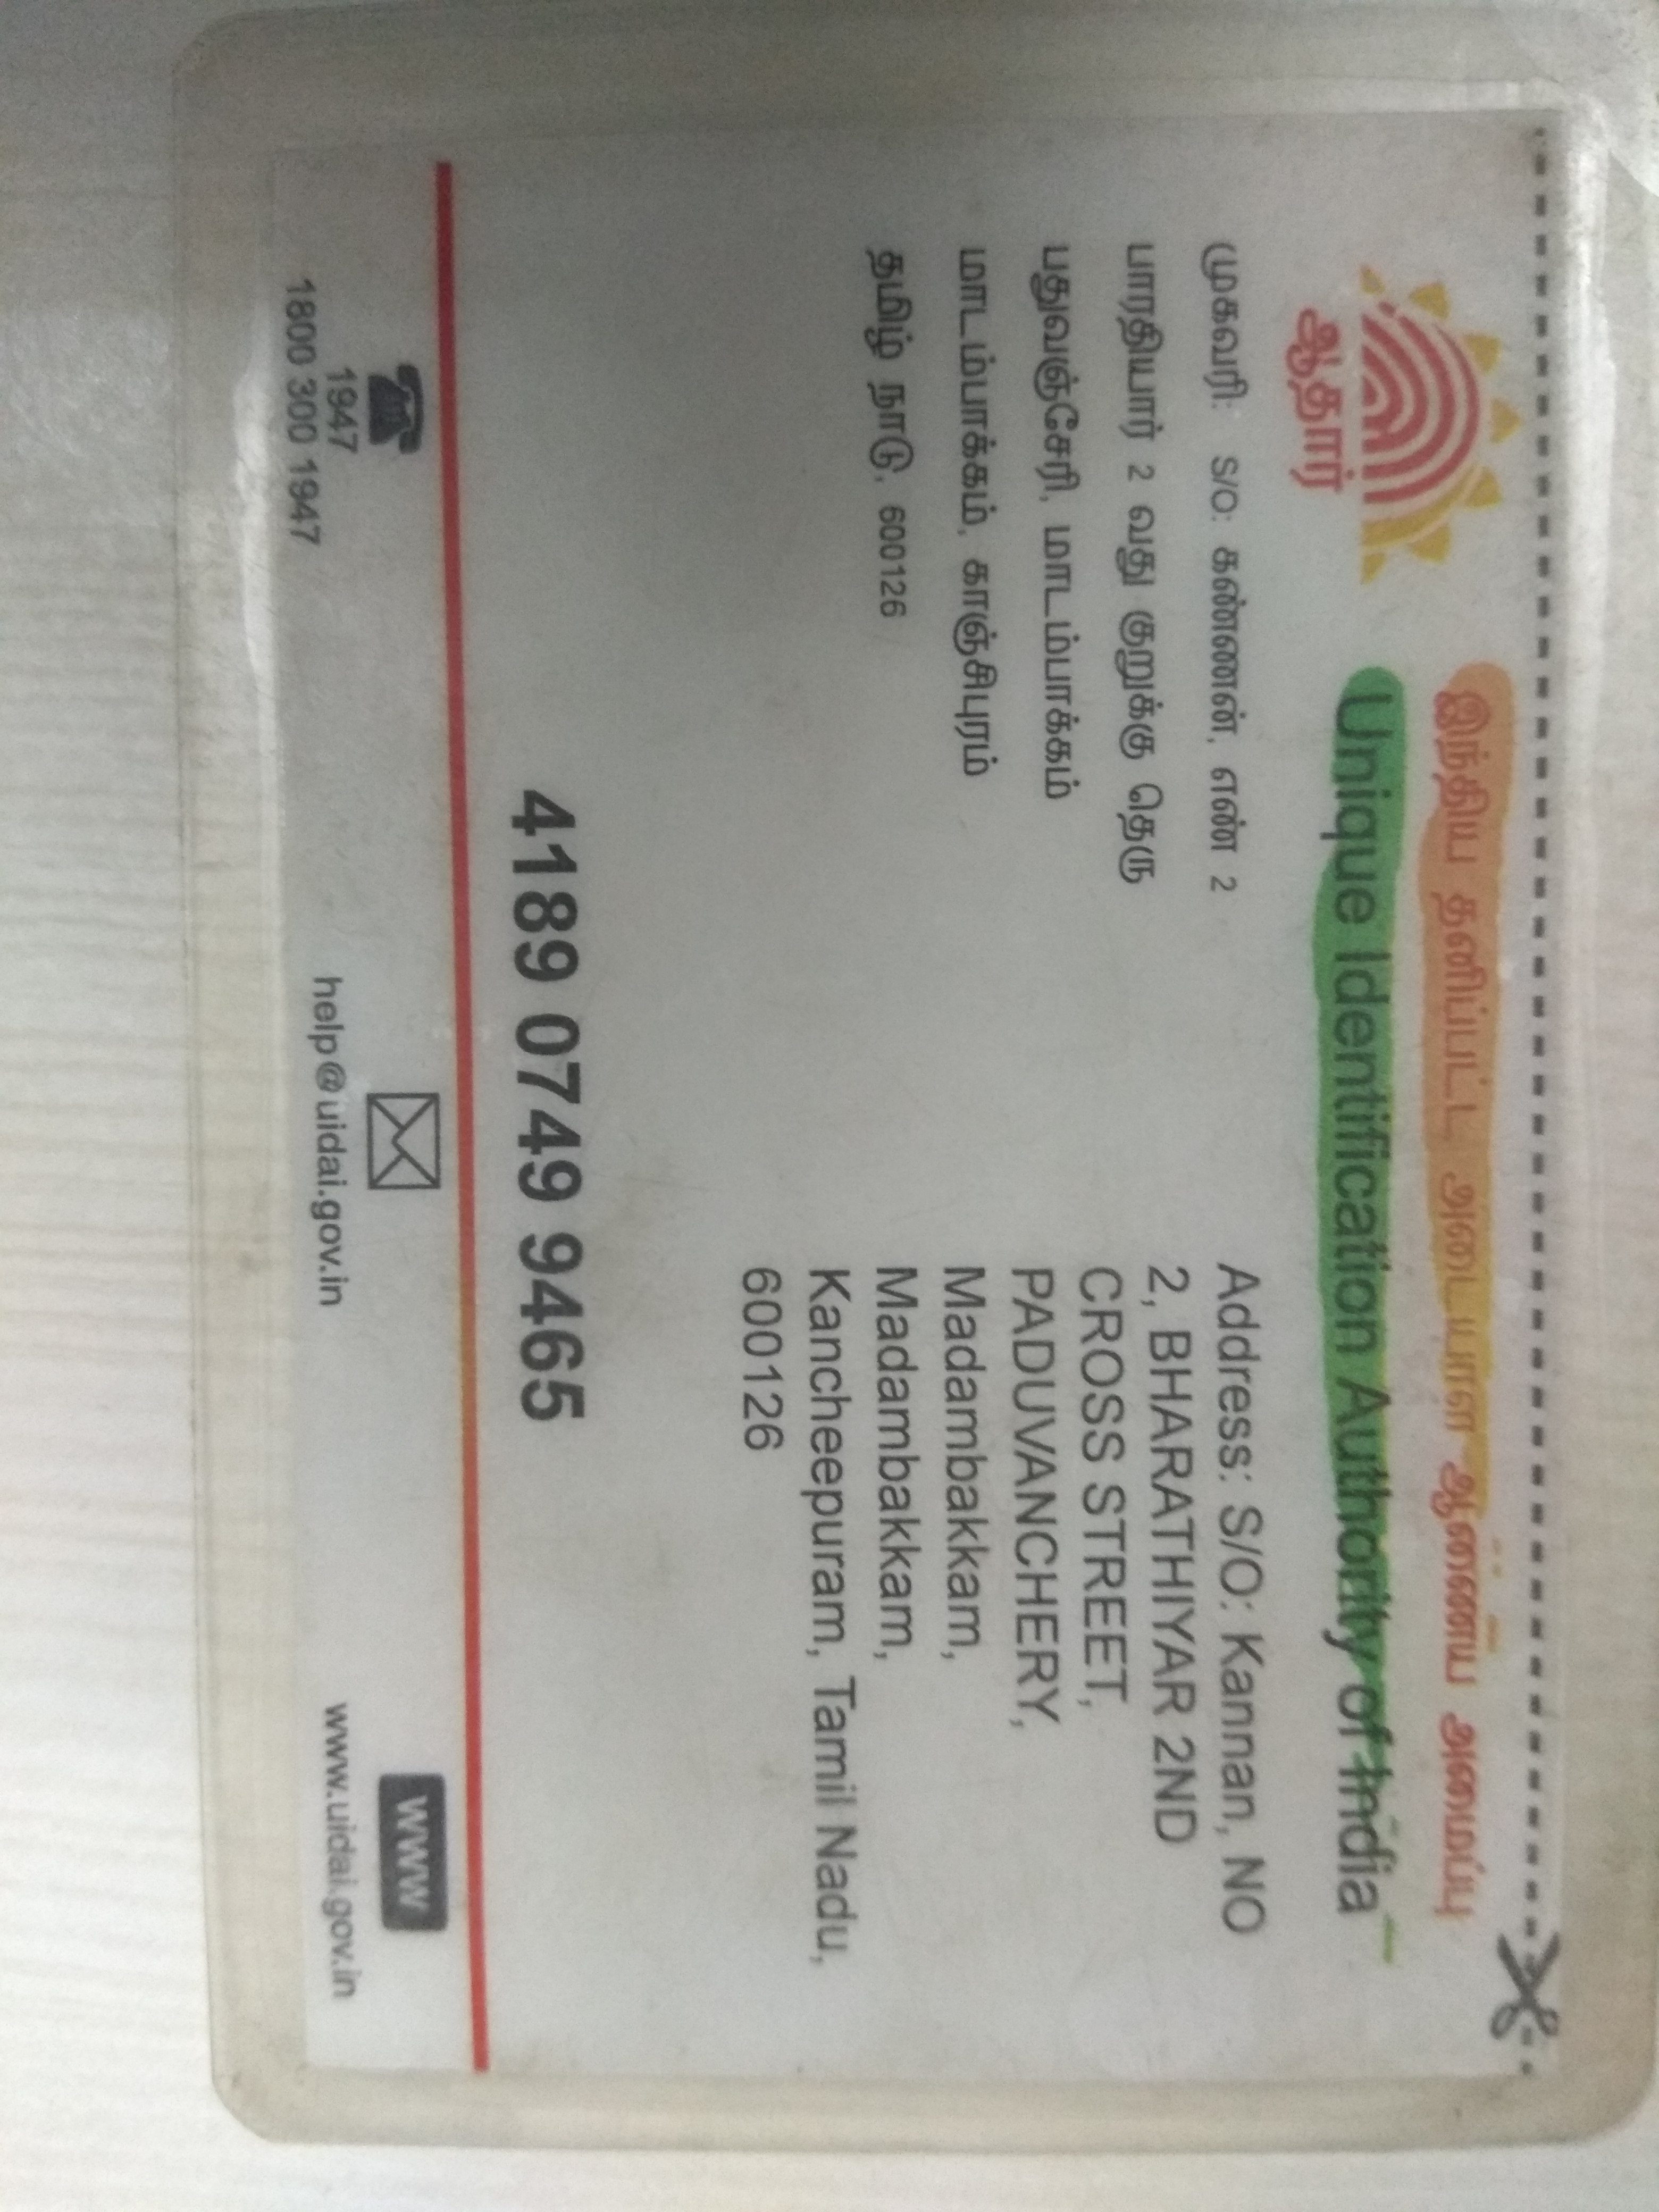 இந்திய தனிப்பட்ட அடையாள ஆணைய அமைப்பு
Unique Identification Authority of India
ஆதார்
முகவரி: S/O: கண்ணன், எண் 2
பாரதியார் 2 வது குறுக்கு தெரு
பதுவஞ்சேரி, மாடம்பாக்கம்
மாடம்பாக்கம், காஞ்சிபுரம்
தமிழ் நாடு, 600126
Address: S/O: Kannan, NO
2, BHARATHIYAR 2ND
CROSS STREET,
PADUVANCHERY,
Madambakkam,
Madambakkam,
Kancheepuram, Tamil Nadu,
600126
4189 0749 9465
1947
1800 300 1947
help@uidai.gov.in
www
www.uidai.gov.in